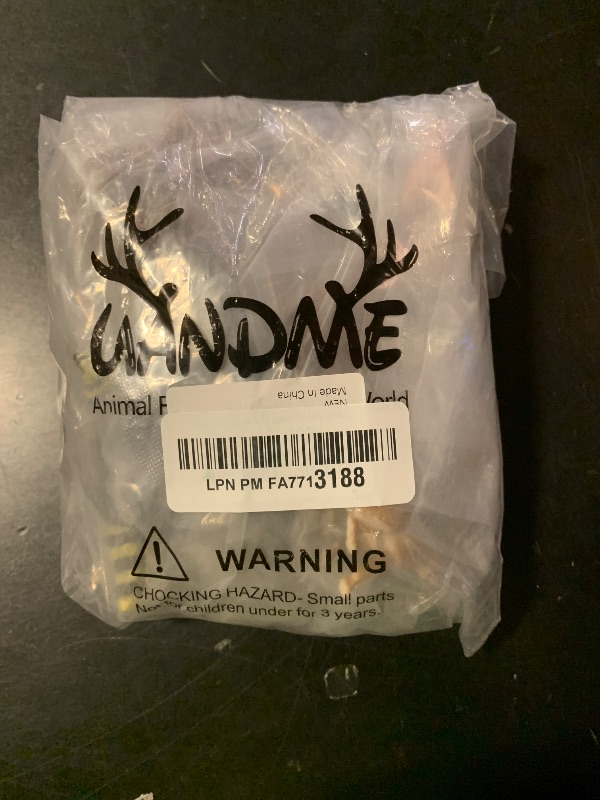 UANDME
Animal F
World
Made In China
NEW
LPN PM FA7713188
WARNING
CHOCKING HAZARD- Small parts
Not for children under for 3 years.